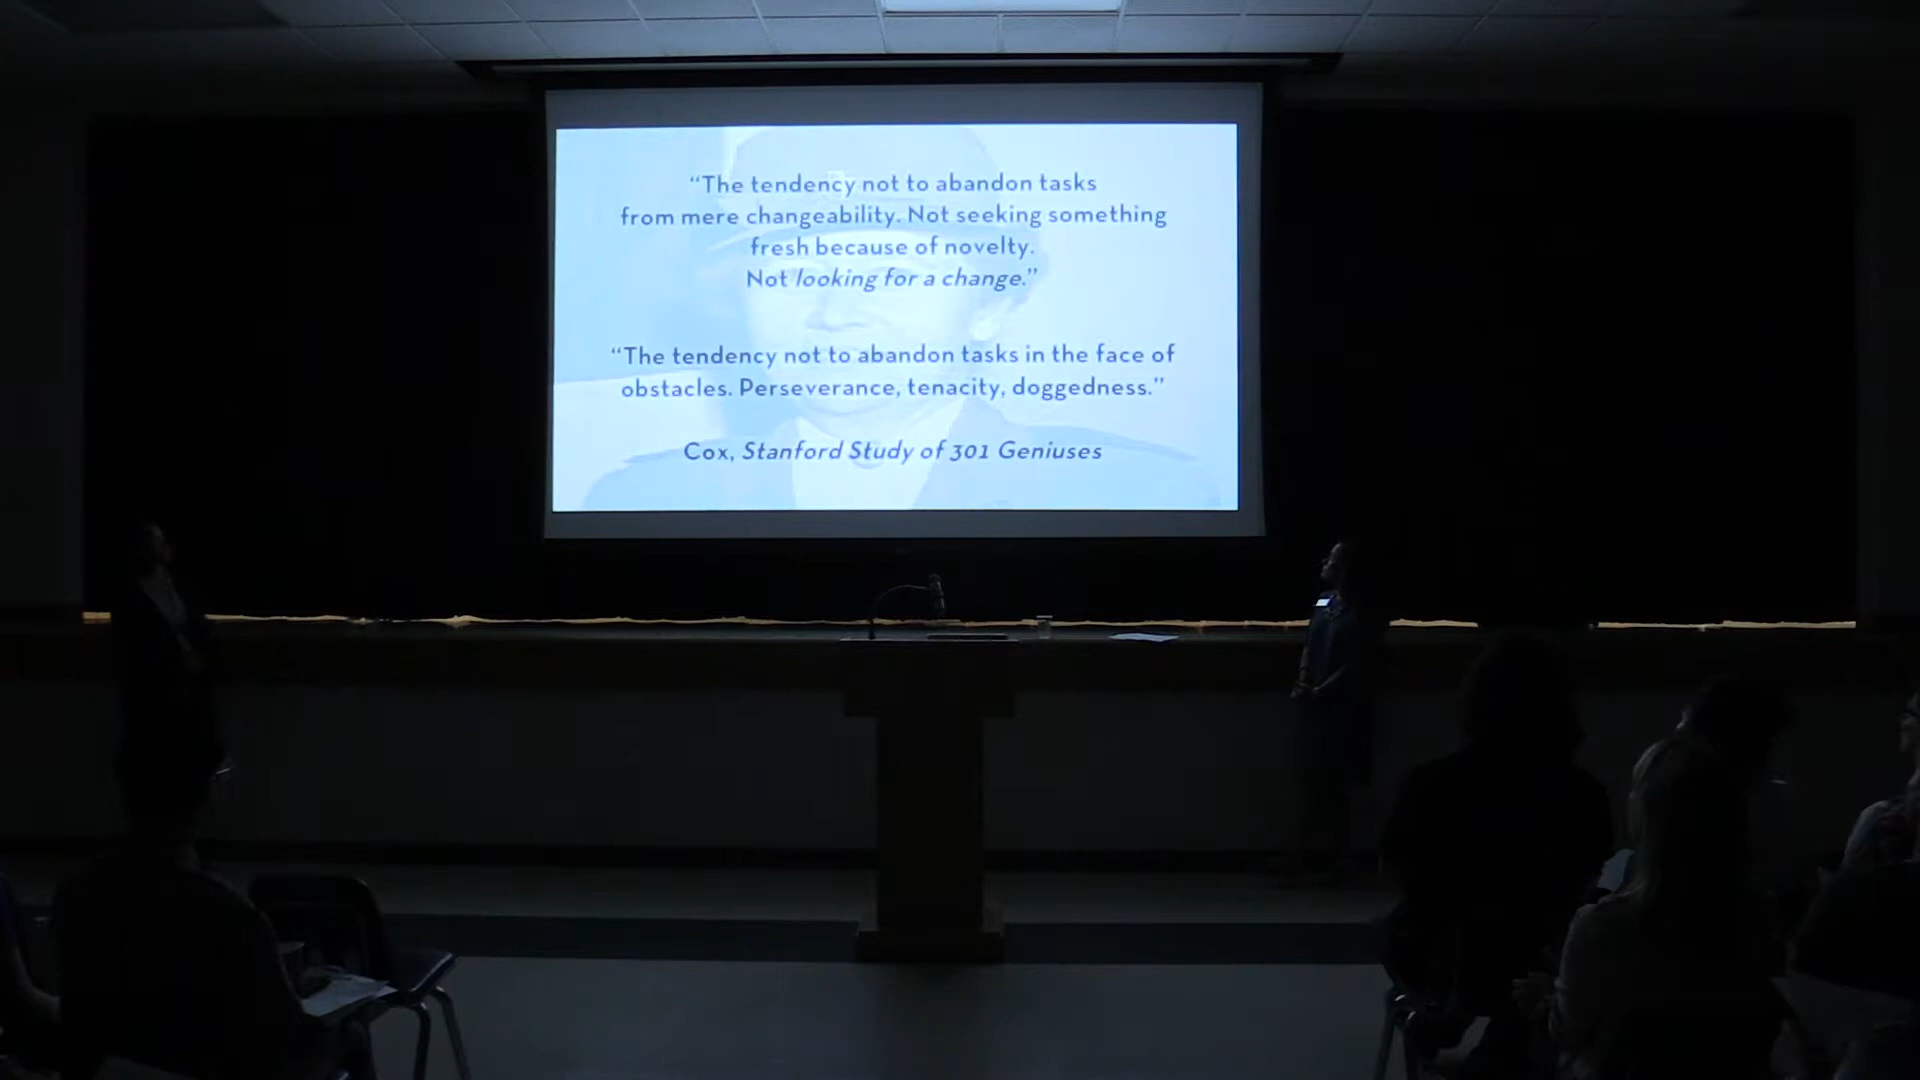 “The tendency not to abandon tasks
from mere changeability. Not seeking something
fresh because of novelty.
Not looking for a change.”
“The tendency not to abandon tasks in the face of
obstacles. Perseverance, tenacity, doggedness.”
Cox, Stanford Study of 301 Geniuses